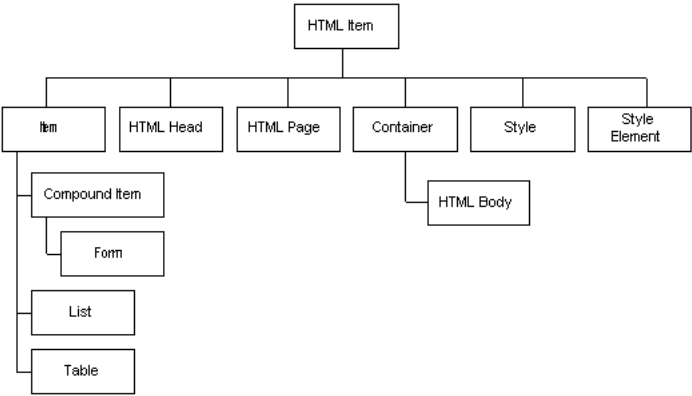 HTML Item
Item
HTML Head
HTML Page
Container
Style
Style
Element
Compound Item
HTML Body
Form
List
Table